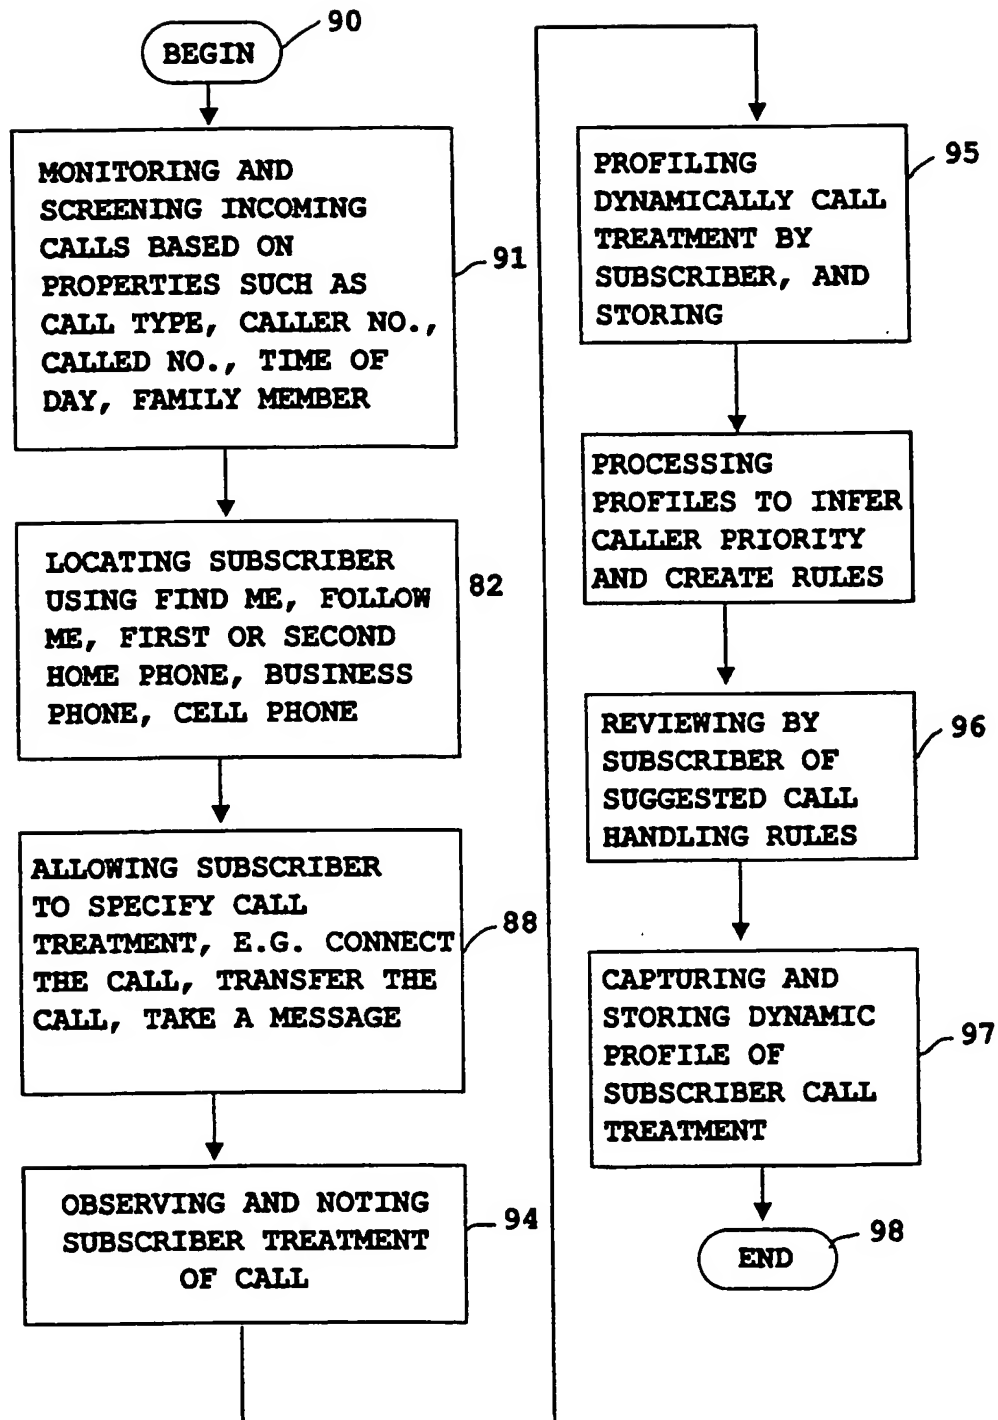 BEGIN
90
MONITORING AND
SCREENING INCOMING
CALLS BASED ON
PROPERTIES SUCH AS
CALL TYPE, CALLER NO.,
CALLED NO., TIME OF
DAY, FAMILY MEMBER
91
LOCATING SUBSCRIBER
USING FIND ME, FOLLOW
ME, FIRST OR SECOND
HOME PHONE, BUSINESS
PHONE, CELL PHONE
82
ALLOWING SUBSCRIBER
TO SPECIFY CALL
TREATMENT, E.G. CONNECT
THE CALL, TRANSFER THE
CALL, TAKE A MESSAGE
88
OBSERVING AND NOTING
SUBSCRIBER TREATMENT
OF CALL
94
PROFILING
DYNAMICALLY CALL
TREATMENT BY
SUBSCRIBER, AND
STORING
95
PROCESSING
PROFILES TO INFER
CALLER PRIORITY
AND CREATE RULES
REVIEWING BY
SUBSCRIBER OF
SUGGESTED CALL
HANDLING RULES
96
CAPTURING AND
STORING DYNAMIC
PROFILE OF
SUBSCRIBER CALL
TREATMENT
97
END
98